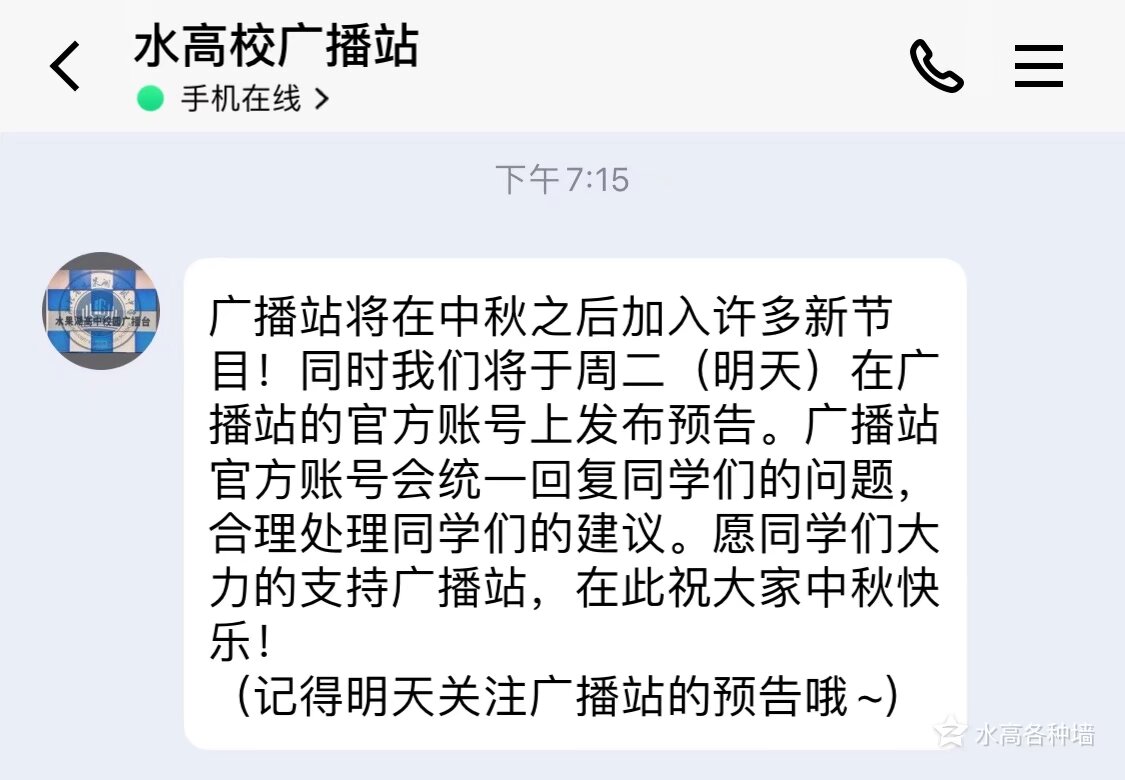 水高校广播站
手机在线
下午 7:15
水果湖高中校园广播台
广播站将在中秋之后加入许多新节
目！同时我们将于周二（明天）在广
播站的官方账号上发布预告。广播站
官方账号会统一回复同学们的问题，
合理处理同学们的建议。愿同学们大
力的支持广播站，在此祝大家中秋快
乐！
（记得明天关注广播站的预告哦~）
水高各种墙